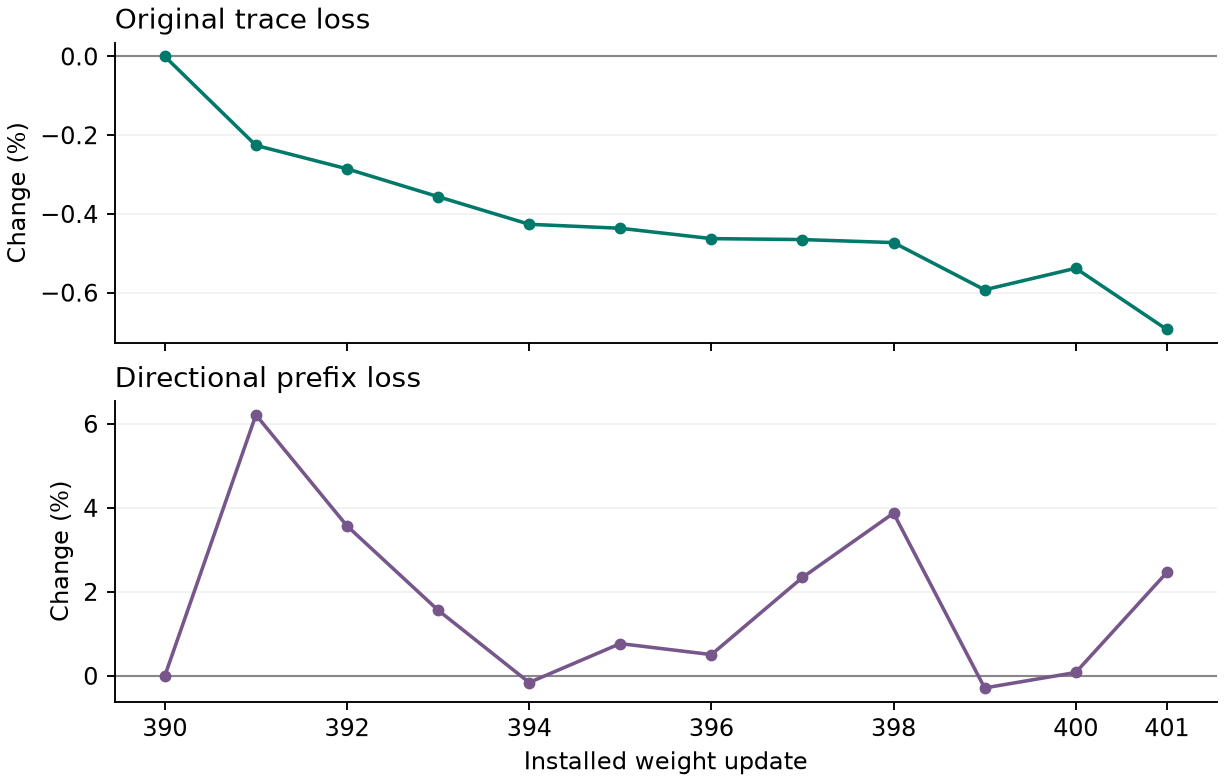 Original trace loss
Change (%)
0.0
−0.2
−0.4
−0.6
Directional prefix loss
Change (%)
6
4
2
0
390 392 394 396 398 400 401
Installed weight update